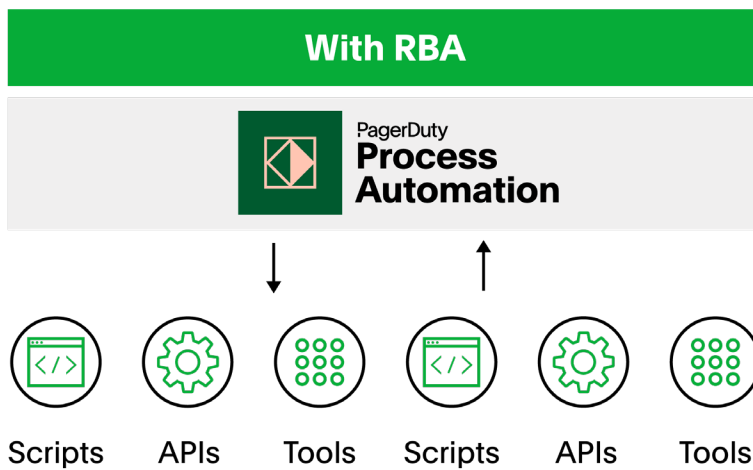 With RBA
PagerDuty
Process
Automation
</>
</>
Scripts APIs Tools Scripts APIs Tools